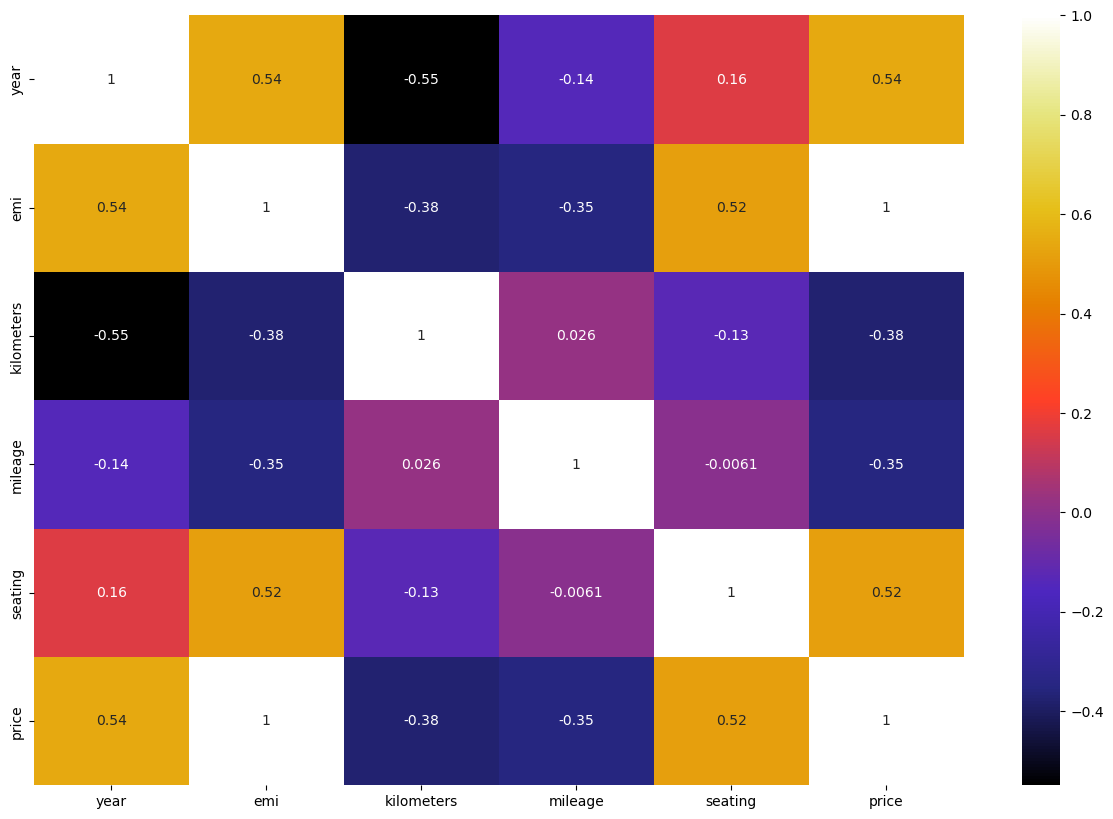 year 1 0.54 -0.55 -0.14 0.16 0.54
emi 0.54 1 -0.38 -0.35 0.52 1
kilometers -0.55 -0.38 1 0.026 -0.13 -0.38
mileage -0.14 -0.35 0.026 1 -0.0061 -0.35
seating 0.16 0.52 -0.13 -0.0061 1 0.52
price 0.54 1 -0.38 -0.35 0.52 1
year emi kilometers mileage seating price
1.0
0.8
0.6
0.4
0.2
0.0
−0.2
−0.4